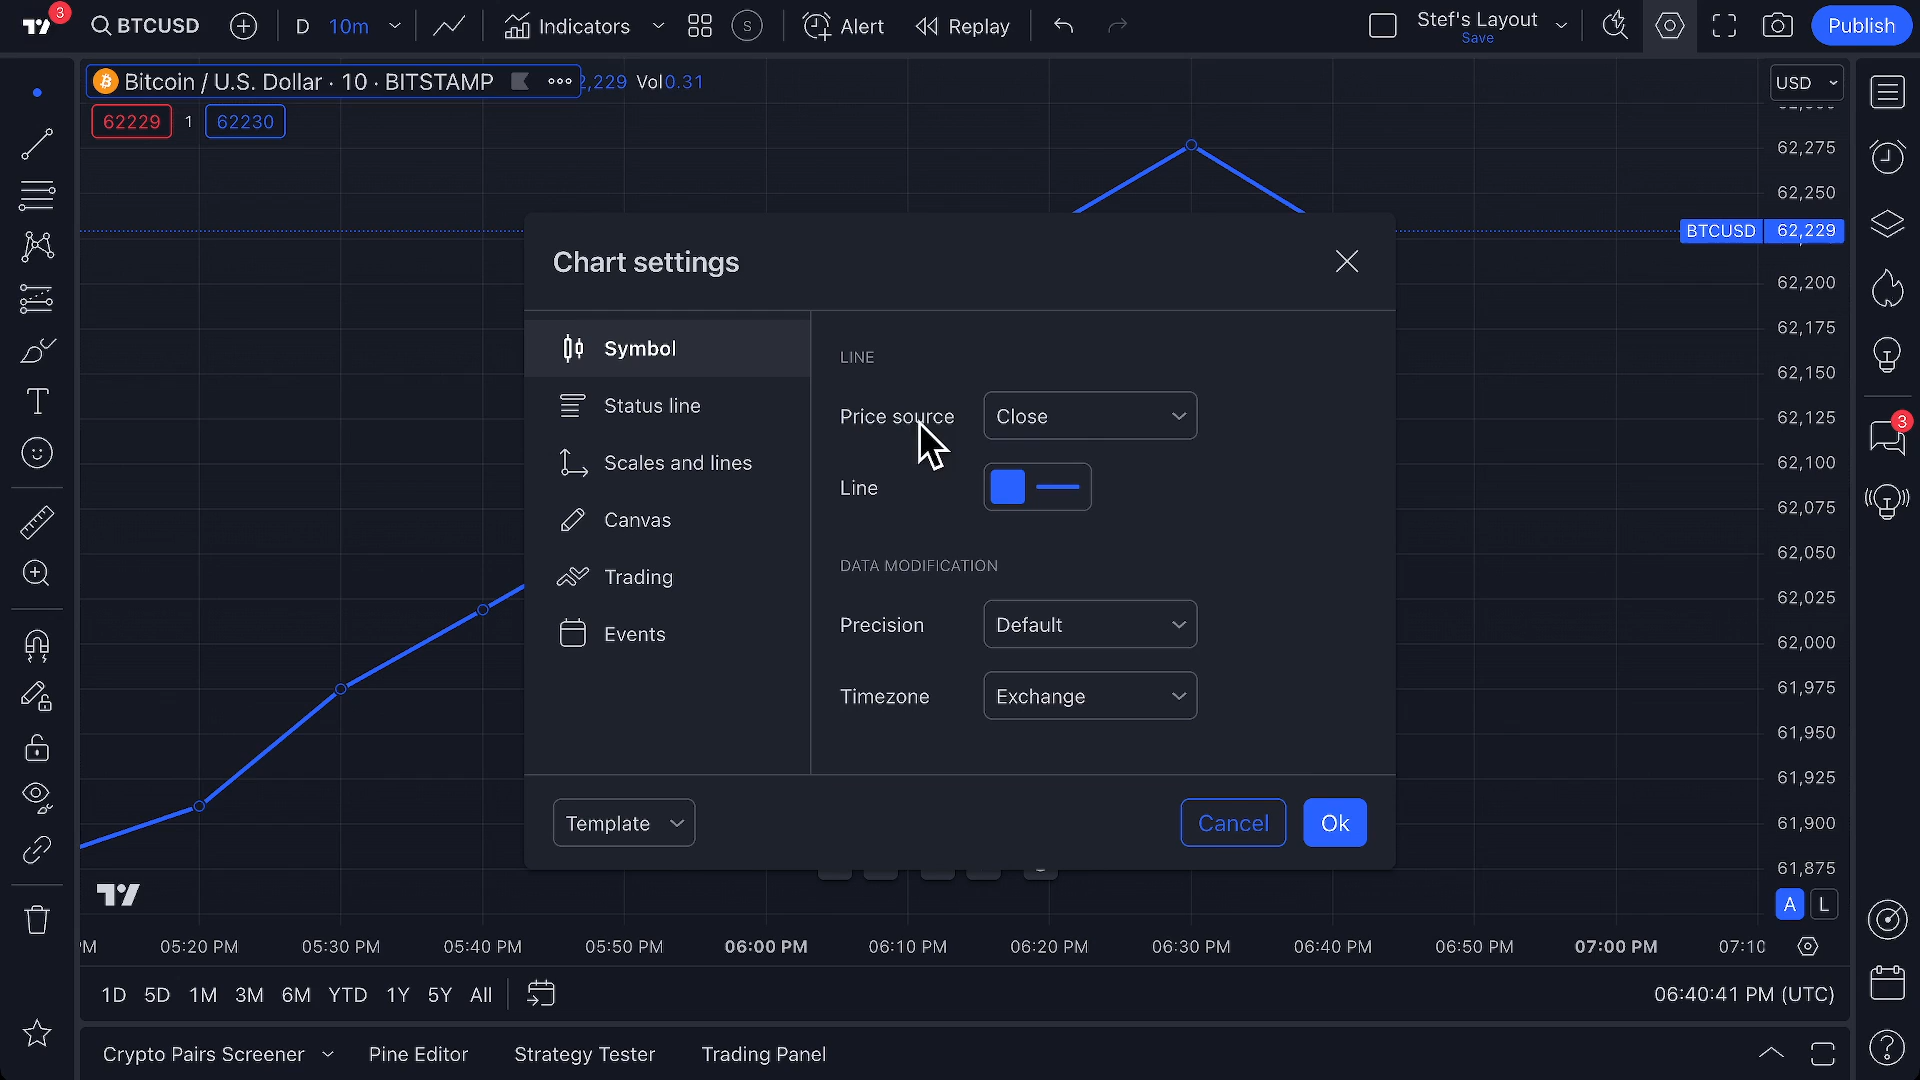 3
BTCUSD
D 10m
Indicators
S
Alert
Replay
Stef's Layout
Save
Publish
Bitcoin / U.S. Dollar · 10 · BITSTAMP
2,229 Vol0.31
USD
62229 1 62230
62,275
62,250
BTCUSD 62,229
62,200
62,175
62,150
62,125
62,100
62,075
62,050
62,025
62,000
61,975
61,950
61,925
61,900
61,875
3
Chart settings
Symbol
Status line
Scales and lines
Canvas
Trading
Events
LINE
Price source Close
Line
DATA MODIFICATION
Precision Default
Timezone Exchange
Template
Cancel
Ok
A L
PM 05:20 PM 05:30 PM 05:40 PM 05:50 PM 06:00 PM 06:10 PM 06:20 PM 06:30 PM 06:40 PM 06:50 PM 07:00 PM 07:10
1D 5D 1M 3M 6M YTD 1Y 5Y All
06:40:41 PM (UTC)
Crypto Pairs Screener Pine Editor Strategy Tester Trading Panel